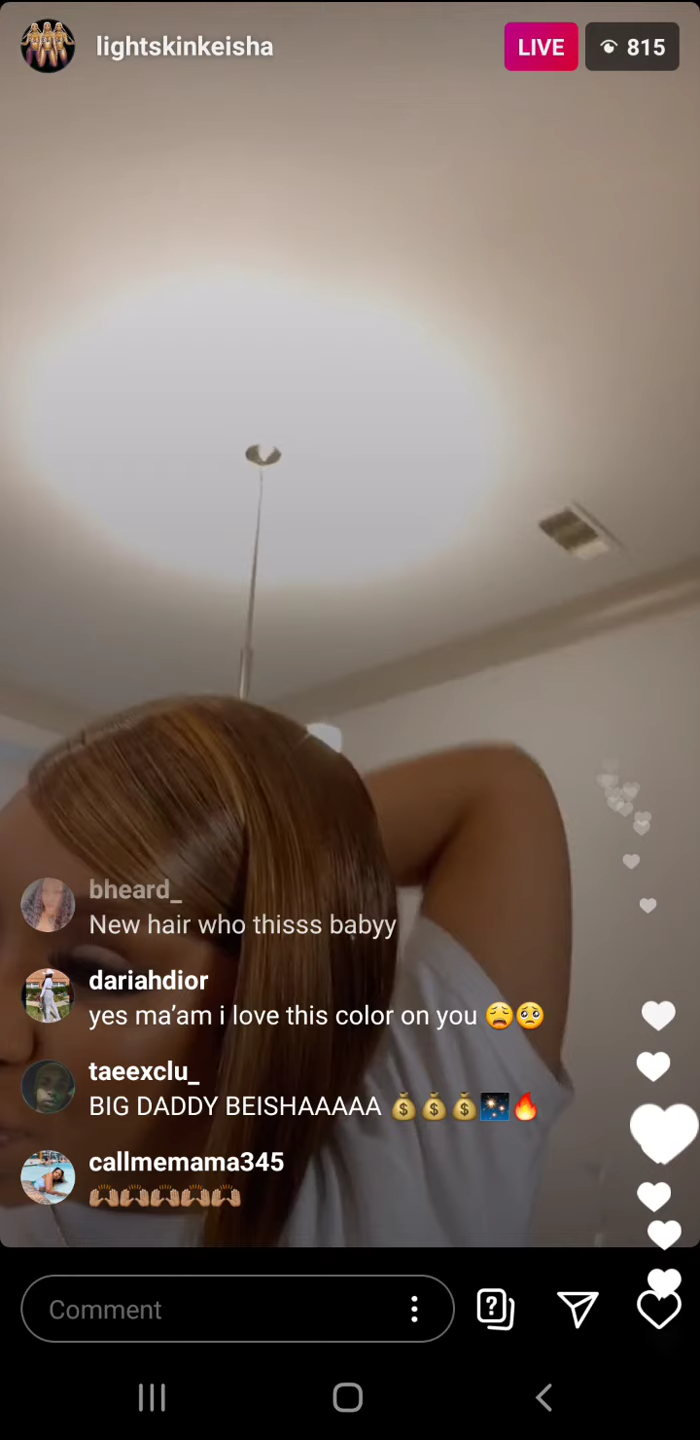 lightskinkeisha
LIVE
815
bheard_
New hair who thisss babyy
dariahdior
yes ma’am i love this color on you 😩🥺
taeexclu_
BIG DADDY BEISHAAAAA 💰💰💰🎇🔥
callmemama345
🙌🏽🙌🏽🙌🏽🙌🏽🙌🏽
Comment